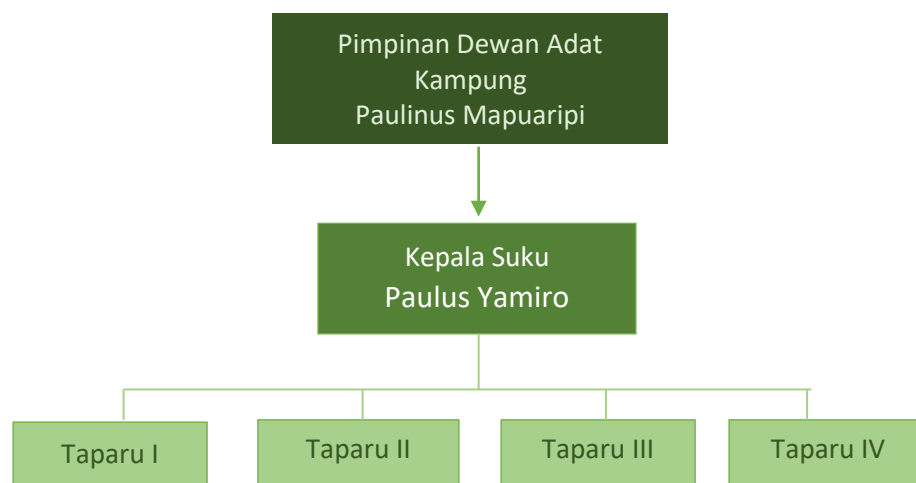 Pimpinan Dewan Adat
Kampung
Paulinus Mapuaripi
Kepala Suku
Paulus Yamiro
Taparu I
Taparu II
Taparu III
Taparu IV